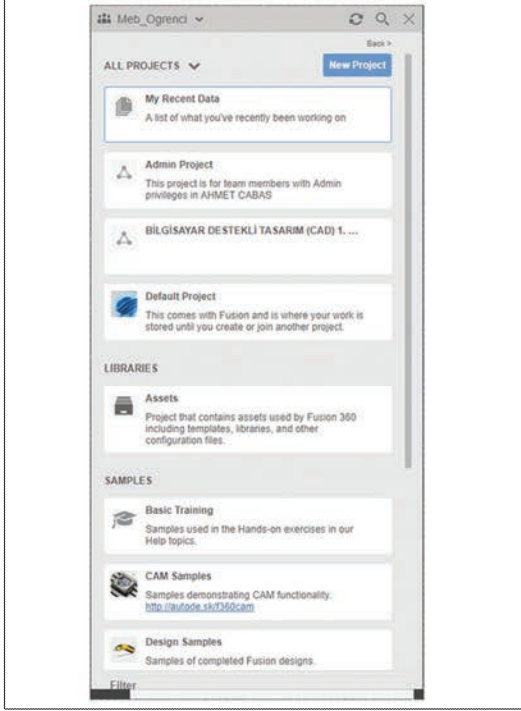 Meb_Ogrenci
Back >
ALL PROJECTS
New Project
My Recent Data
A list of what you've recently been working on
Admin Project
This project is for team members with Admin
privileges in AHMET CABAS
BİLGİSAYAR DESTEKLİ TASARIM (CAD) 1. ...
Default Project
This comes with Fusion and is where your work is
stored until you create or join another project.
LIBRARIES
Assets
Project that contains assets used by Fusion 360
including templates, libraries, and other
configuration files.
SAMPLES
Basic Training
Samples used in the Hands-on exercises in our
Help topics.
CAM Samples
Samples demonstrating CAM functionality.
http://autode.sk/f360cam
Design Samples
Samples of completed Fusion designs.
Filter